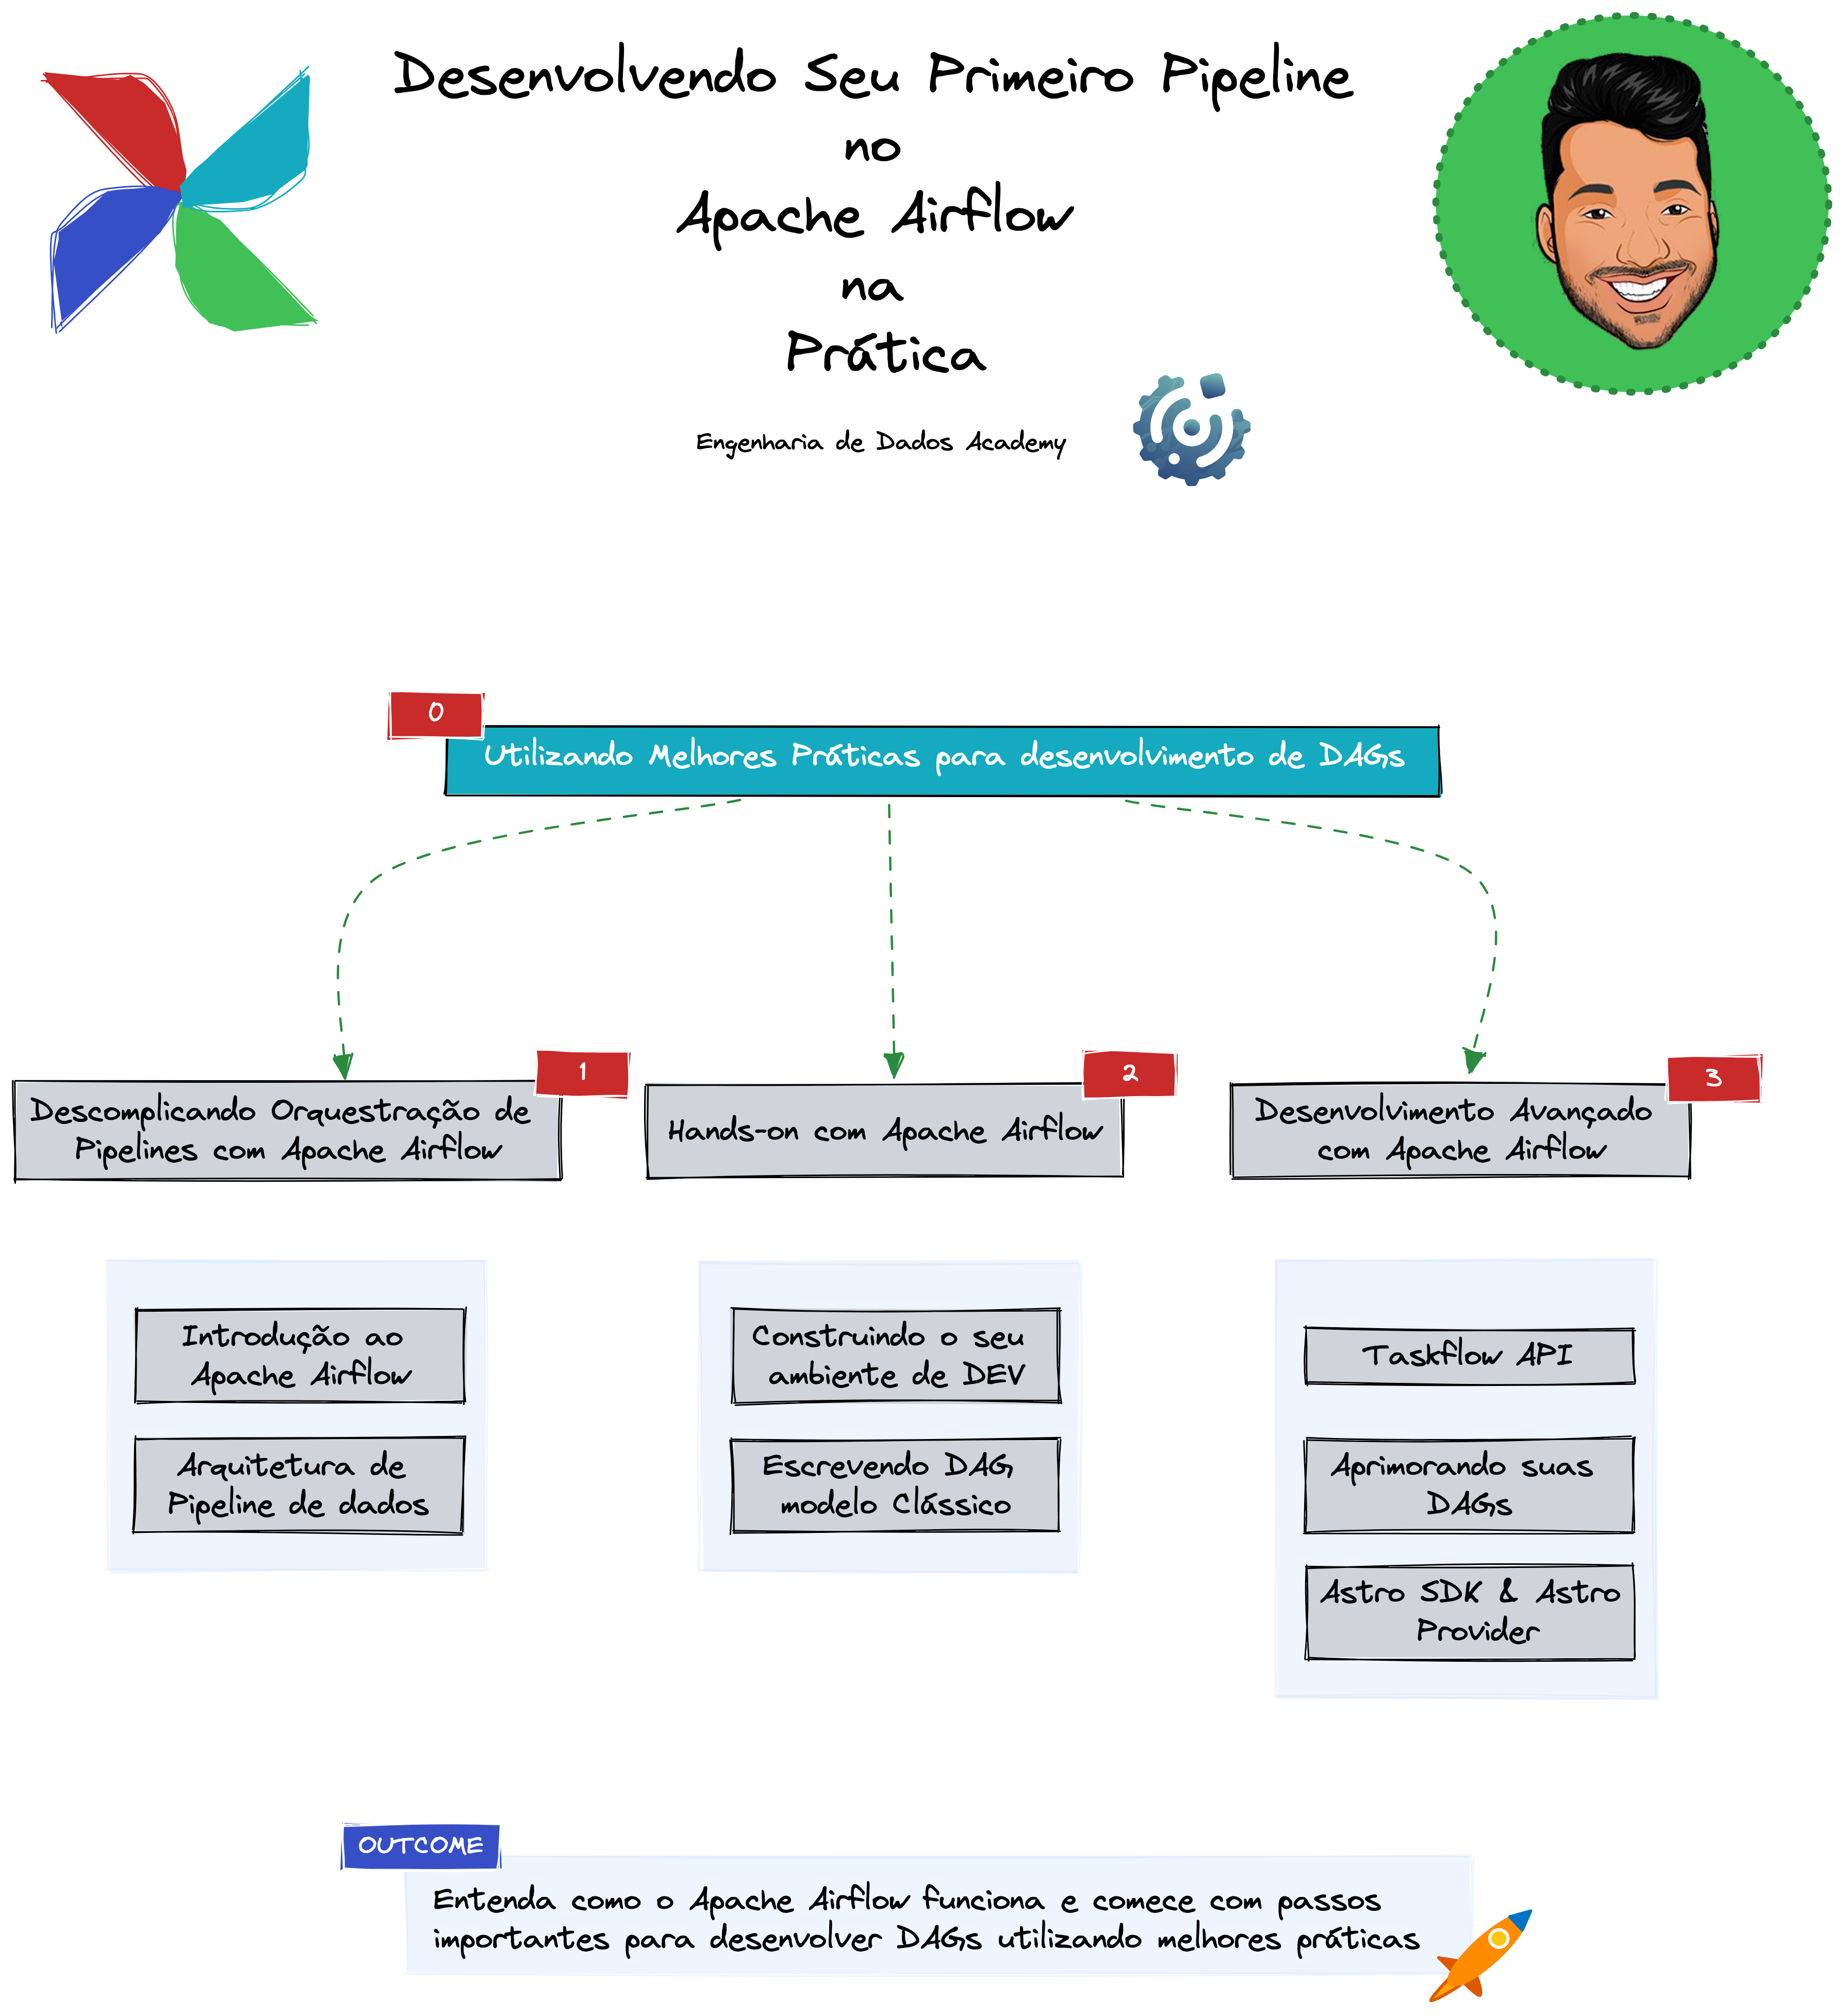 Desenvolvendo Seu Primeiro Pipeline
no
Apache Airflow
na
Prática
Engenharia de Dados Academy
0
Utilizando Melhores Práticas para desenvolvimento de DAGs
1
Descomplicando Orquestração de
Pipelines com Apache Airflow
2
Hands-on com Apache Airflow
3
Desenvolvimento Avançado
com Apache Airflow
Introdução ao
Apache Airflow
Arquitetura de
Pipeline de dados
Construindo o seu
ambiente de DEV
Escrevendo DAG
modelo Clássico
Taskflow API
Aprimorando suas
DAGs
Astro SDK & Astro
Provider
OUTCOME
Entenda como o Apache Airflow funciona e comece com passos
importantes para desenvolver DAGs utilizando melhores práticas